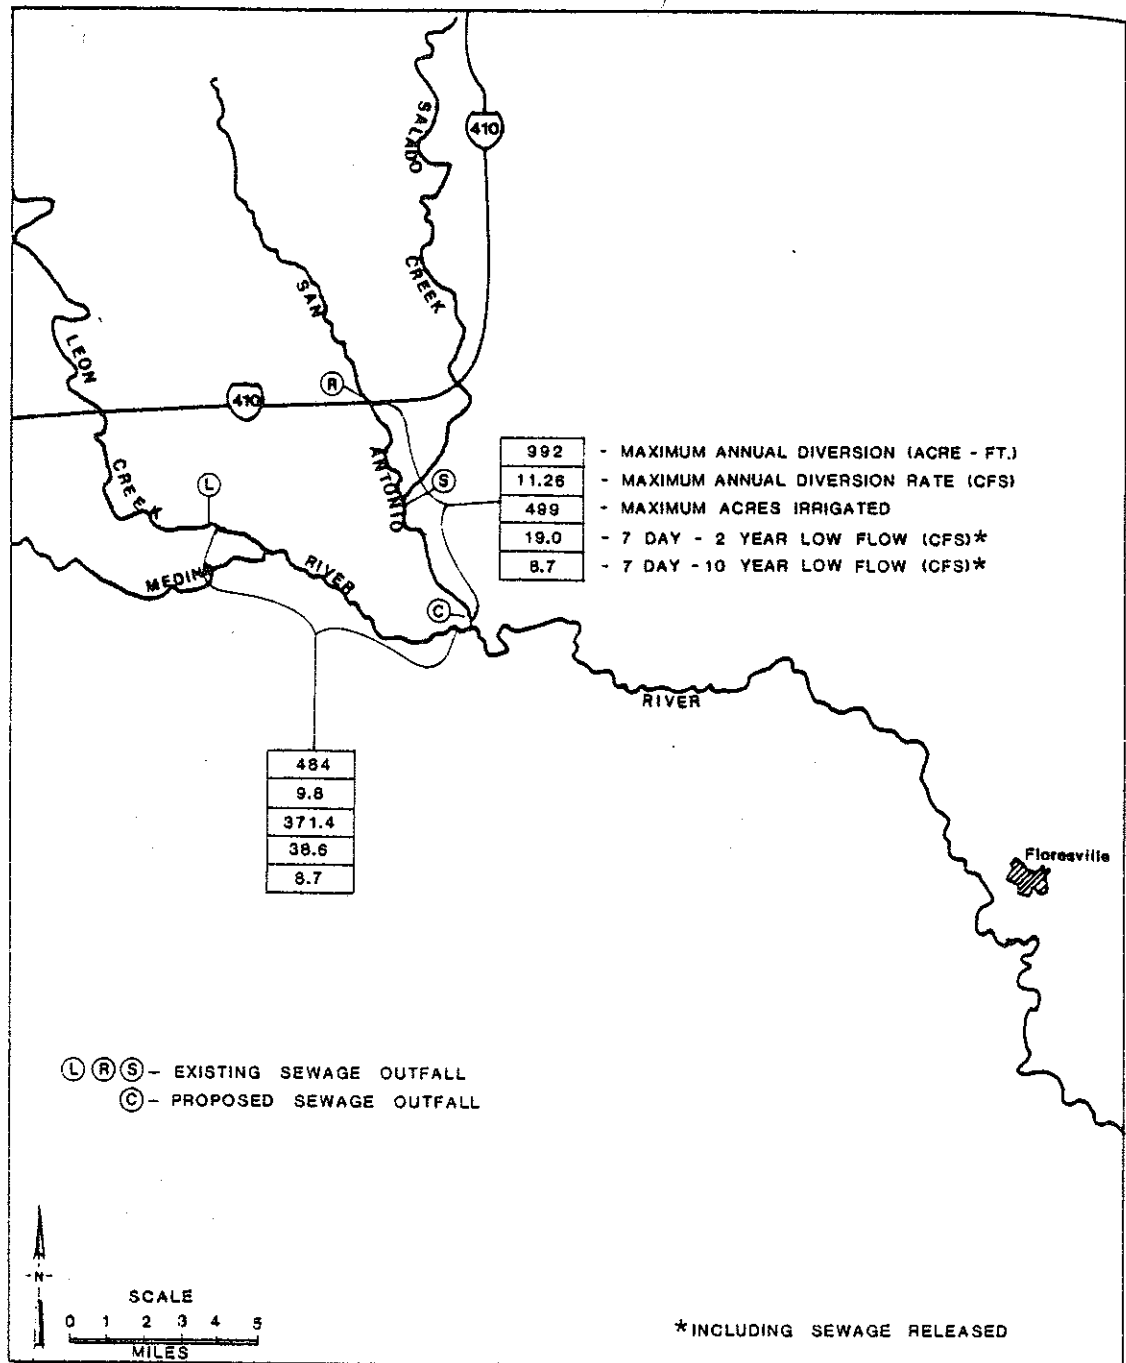 410
SALADO
CREEK
SAN
LEON
410
R
ANTONIO
S
L
CREEK
992 - MAXIMUM ANNUAL DIVERSION (ACRE - FT.)
11.26 - MAXIMUM ANNUAL DIVERSION RATE (CFS)
499 - MAXIMUM ACRES IRRIGATED
19.0 - 7 DAY - 2 YEAR LOW FLOW (CFS)*
8.7 - 7 DAY - 10 YEAR LOW FLOW (CFS)*
MEDINA
RIVER
C
RIVER
484
9.8
371.4
38.6
8.7
Floresville
L R S - EXISTING SEWAGE OUTFALL
C - PROPOSED SEWAGE OUTFALL
-N-
SCALE
0 1 2 3 4 5
MILES
*INCLUDING SEWAGE RELEASED